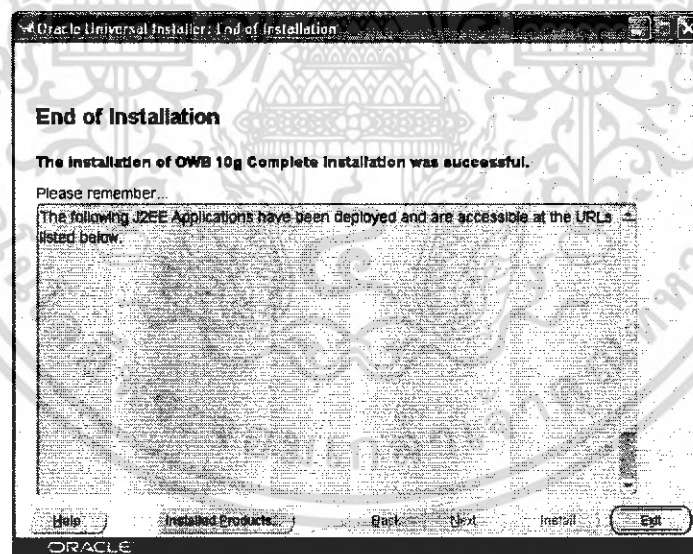 Oracle Universal Installer: End of Installation
End of Installation
The installation of OWB 10g Complete Installation was successful.
Please remember...
The following J2EE Applications have been deployed and are accessible at the URLs
listed below.
Help
Installed Products...
Back
Next
Install
Exit
ORACLE